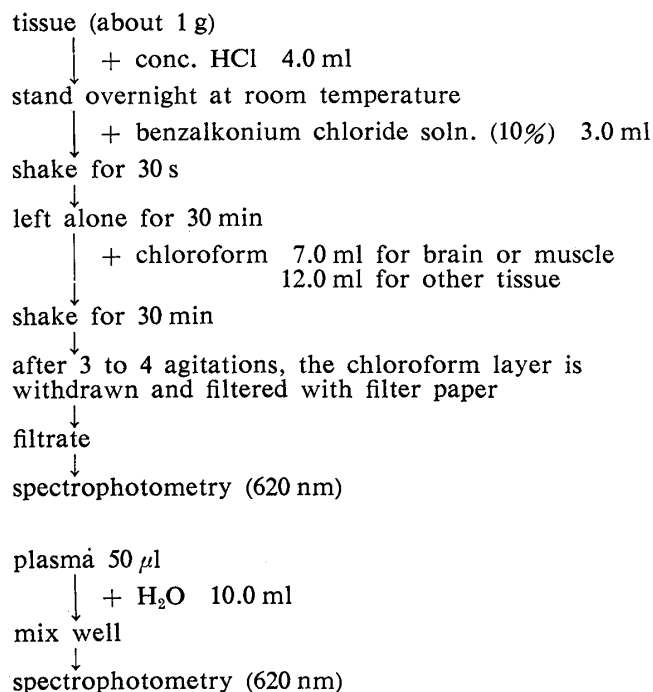 tissue (about 1 g)
+ conc. HCl 4.0 ml
stand overnight at room temperature
+ benzalkonium chloride soln. (10%) 3.0 ml
shake for 30 s
left alone for 30 min
+ chloroform 7.0 ml for brain or muscle
12.0 ml for other tissue
shake for 30 min
after 3 to 4 agitations, the chloroform layer is
withdrawn and filtered with filter paper
filtrate
spectrophotometry (620 nm)
plasma 50 μl
+ H₂O 10.0 ml
mix well
spectrophotometry (620 nm)